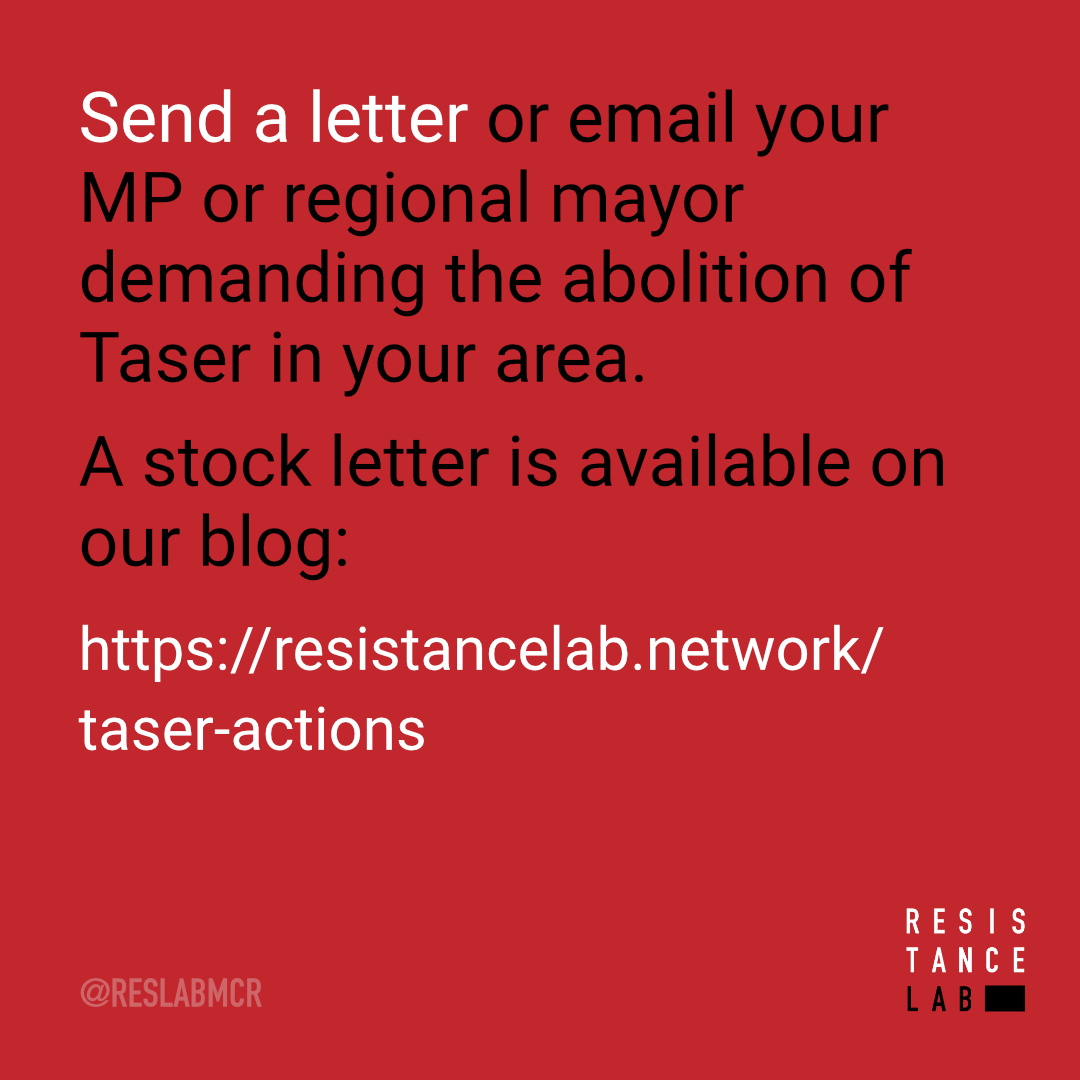 Send a letter or email your
MP or regional mayor
demanding the abolition of
Taser in your area.
A stock letter is available on
our blog:
https://resistancelab.network/
taser-actions
@RESLABMCR
RESIS
TANCE
LAB